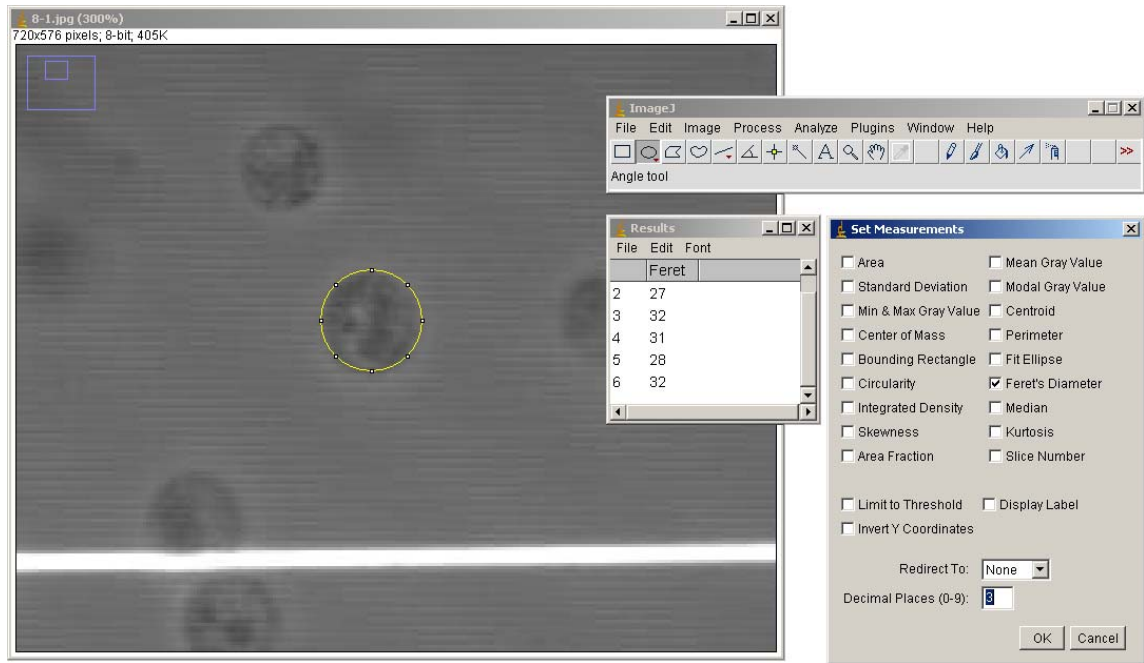 8-1.jpg (300%)
720x576 pixels; 8-bit; 405K
ImageJ
File Edit Image Process Analyze Plugins Window Help
A
>>
Angle tool
Results
File Edit Font
Feret
2 27
3 32
4 31
5 28
6 32
Set Measurements
Area Mean Gray Value
Standard Deviation Modal Gray Value
Min & Max Gray Value Centroid
Center of Mass Perimeter
Bounding Rectangle Fit Ellipse
Circularity Feret's Diameter
Integrated Density Median
Skewness Kurtosis
Area Fraction Slice Number
Limit to Threshold Display Label
Invert Y Coordinates
Redirect To: None
Decimal Places (0-9): 3
OK Cancel